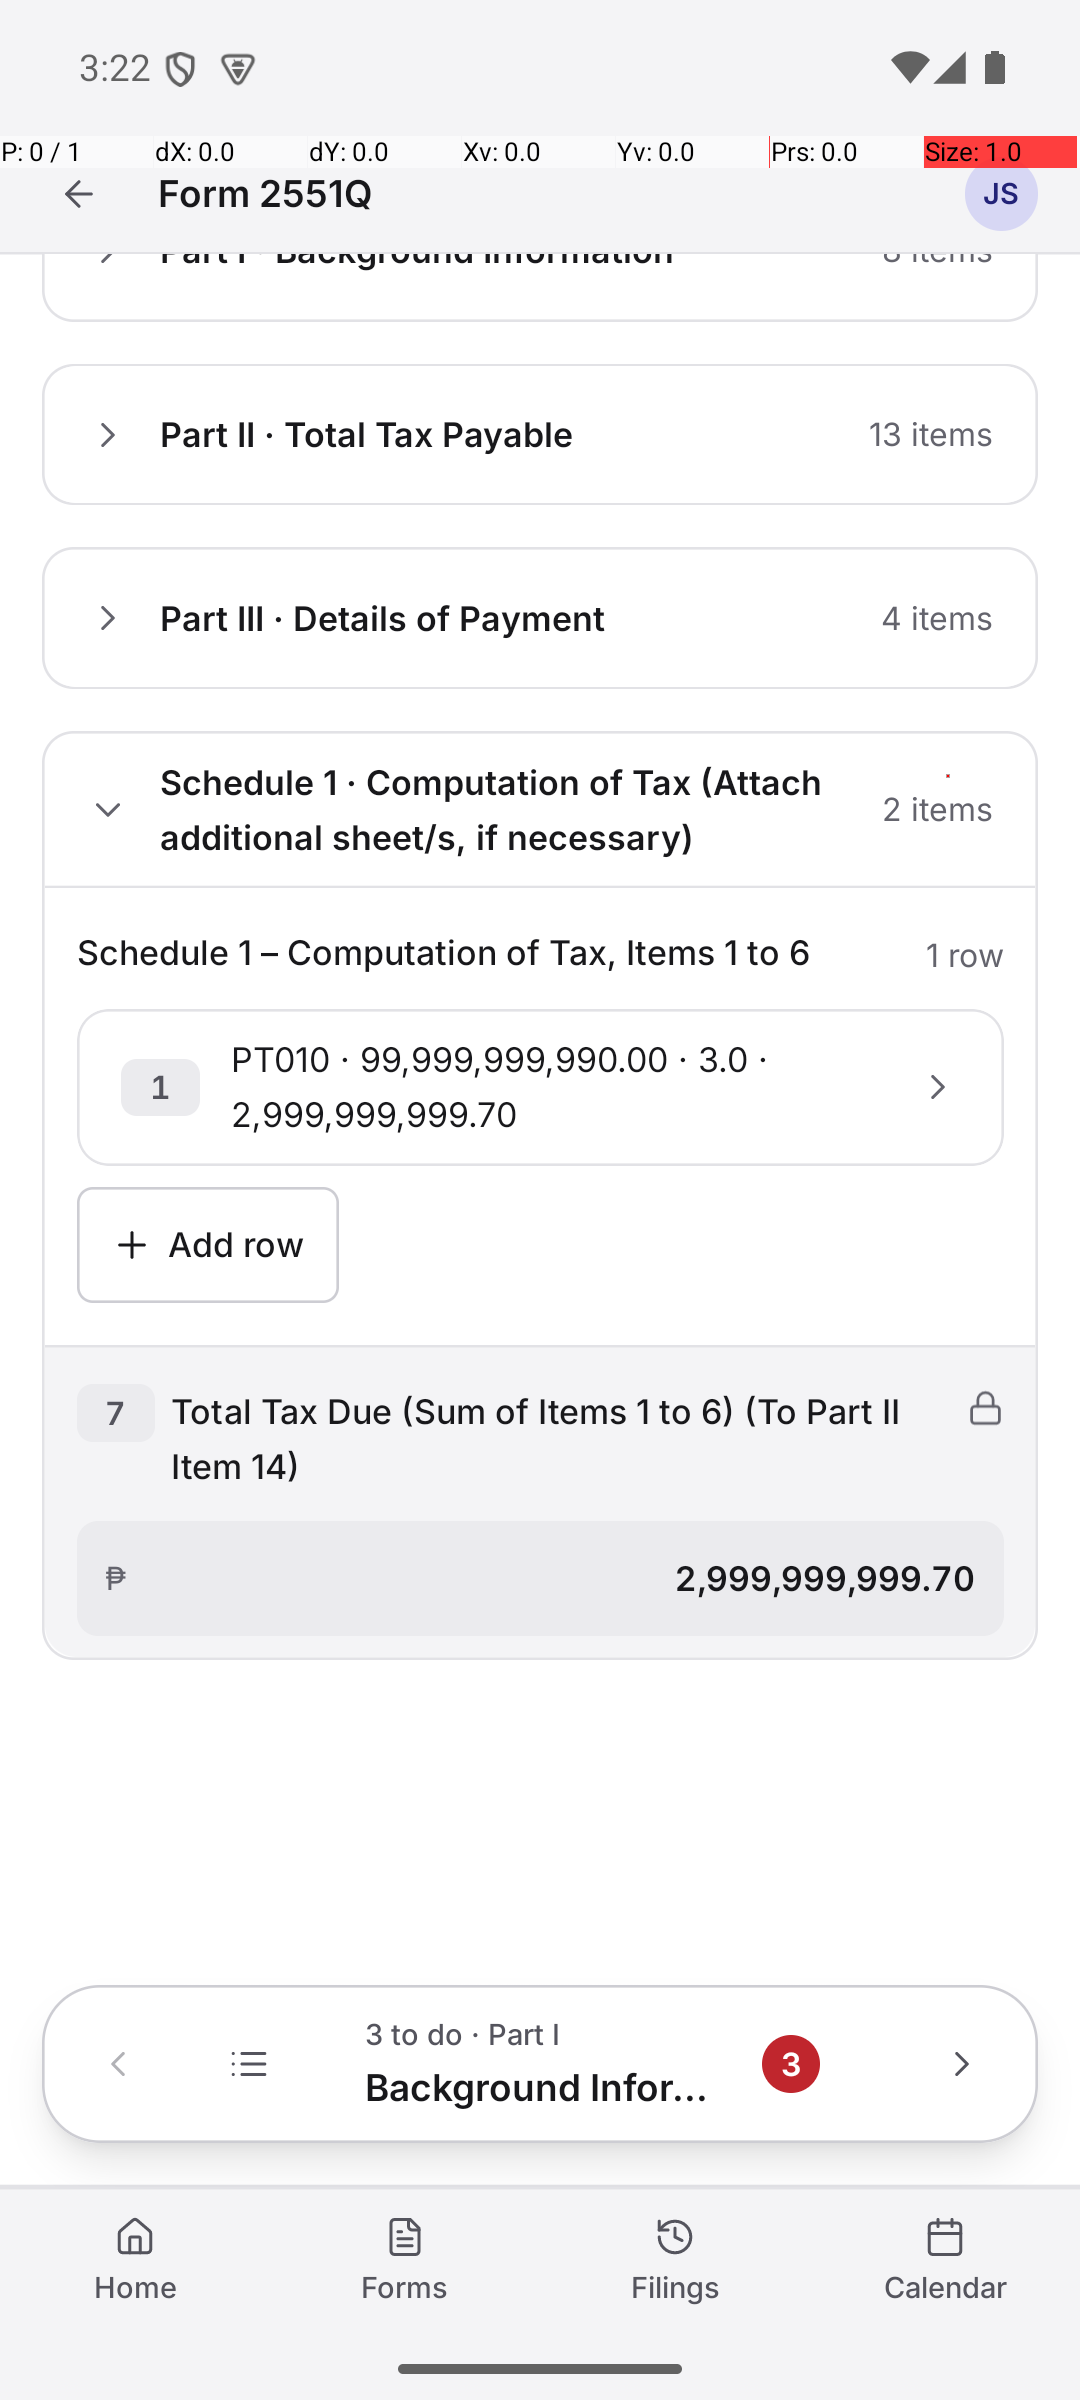 3:22
P: 0 / 1 dX: 0.0 dY: 0.0 Xv: 0.0 Yv: 0.0 Prs: 0.0 Size: 1.0
Form 2551Q JS
Part I · Background Information 8 items
Part II · Total Tax Payable 13 items
Part III · Details of Payment 4 items
Schedule 1 · Computation of Tax (Attach
additional sheet/s, if necessary) 2 items
Schedule 1 – Computation of Tax, Items 1 to 6 1 row
1 PT010 · 99,999,999,990.00 · 3.0 ·
2,999,999,999.70
Add row
7 Total Tax Due (Sum of Items 1 to 6) (To Part II
Item 14)
₱ 2,999,999,999.70
3 to do · Part I
Background Infor... 3
Home Forms Filings Calendar